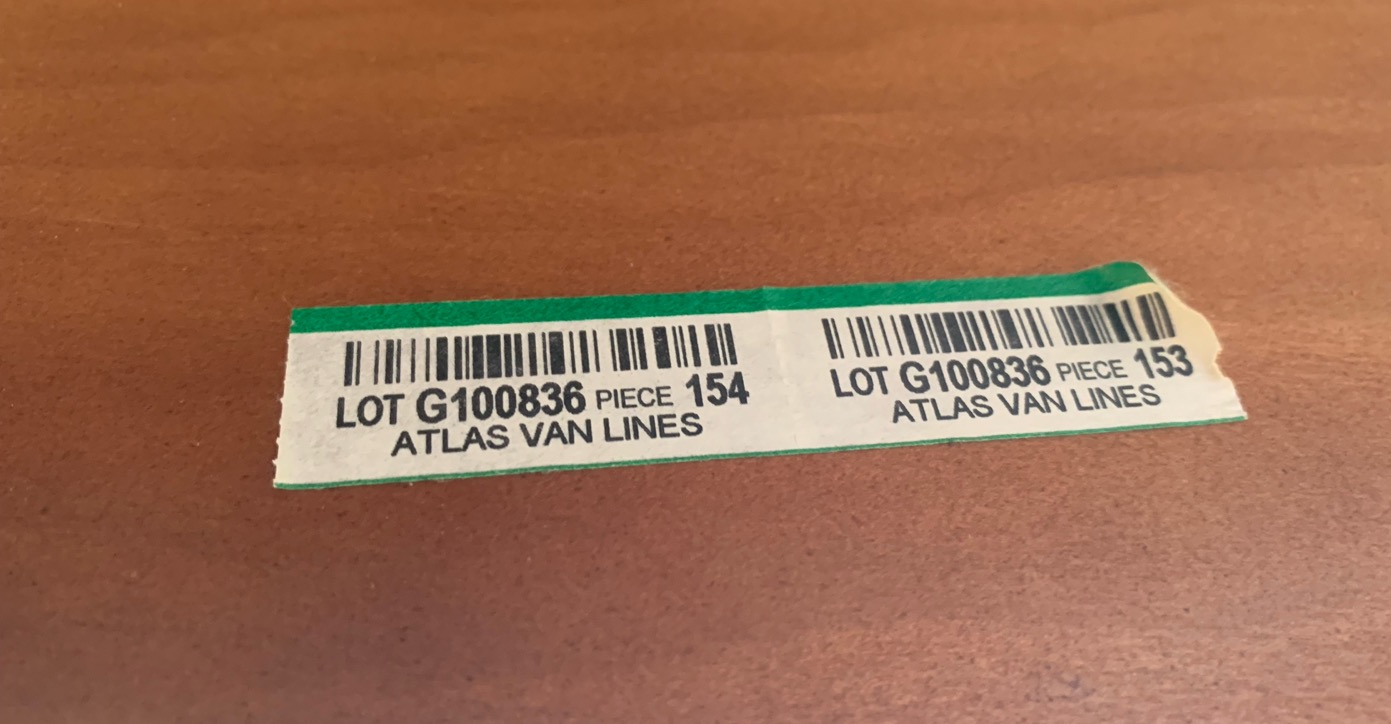 LOT G100836 PIECE 154
ATLAS VAN LINES
LOT G100836 PIECE 153
ATLAS VAN LINES